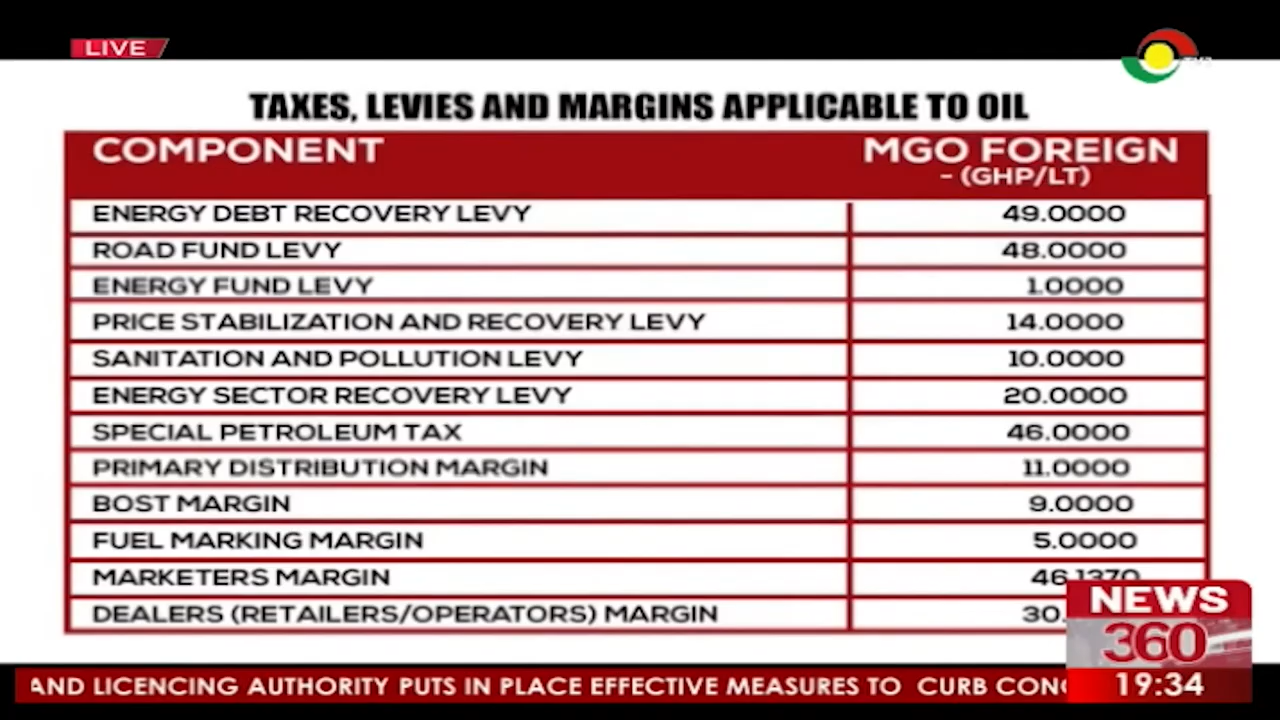 LIVE
TAXES, LEVIES AND MARGINS APPLICABLE TO OIL
COMPONENT MGO FOREIGN
- (GHP/LT)
ENERGY DEBT RECOVERY LEVY 49.0000
ROAD FUND LEVY 48.0000
ENERGY FUND LEVY 1.0000
PRICE STABILIZATION AND RECOVERY LEVY 14.0000
SANITATION AND POLLUTION LEVY 10.0000
ENERGY SECTOR RECOVERY LEVY 20.0000
SPECIAL PETROLEUM TAX 46.0000
PRIMARY DISTRIBUTION MARGIN 11.0000
BOST MARGIN 9.0000
FUEL MARKING MARGIN 5.0000
MARKETERS MARGIN 46.1370
DEALERS (RETAILERS/OPERATORS) MARGIN 30.
NEWS
360
19:34
AND LICENCING AUTHORITY PUTS IN PLACE EFFECTIVE MEASURES TO CURB